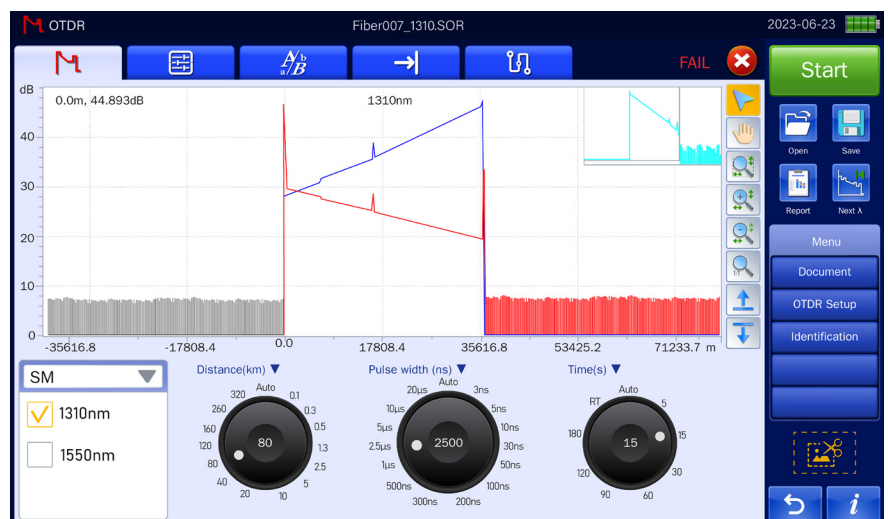 OTDR
Fiber007_1310.SOR
2023-06-23
A/b
a/B
FAIL
Start
dB
0.0m, 44.893dB
1310nm
40
30
20
10
0
-35616.8
-17808.4
0.0
17808.4
35616.8
53425.2
71233.7 m
1:1
Open
Save
Report
Next λ
Menu
Document
OTDR Setup
Identification
SM
1310nm
1550nm
Distance(km) ▼
Auto
0.1
0.3
0.5
1.3
2.5
5
10
20
40
80
120
160
260
320
80
Pulse width (ns) ▼
Auto
3ns
5ns
10ns
30ns
50ns
100ns
200ns
300ns
500ns
1µs
2.5µs
5µs
10µs
20µs
2500
Time(s) ▼
Auto
5
15
30
60
90
120
180
RT
15
i